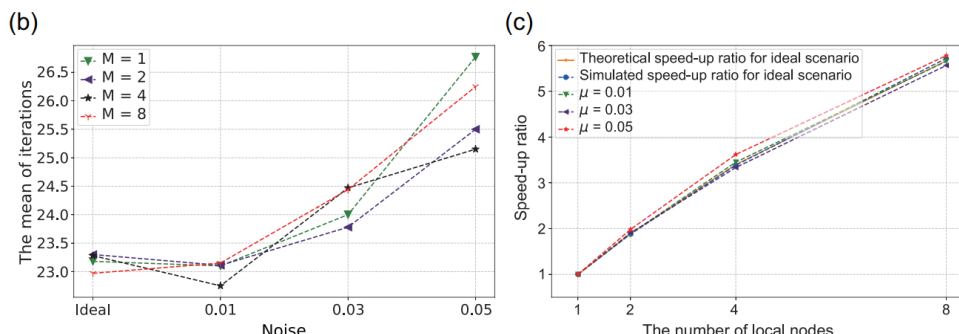 (b)
The mean of iterations
26.5
26.0
25.5
25.0
24.5
24.0
23.5
23.0
M = 1
M = 2
M = 4
M = 8
Ideal
0.01
0.03
0.05
Noise
(c)
Speed-up ratio
6
5
4
3
2
1
Theoretical speed-up ratio for ideal scenario
Simulated speed-up ratio for ideal scenario
μ = 0.01
μ = 0.03
μ = 0.05
1
2
4
8
The number of local nodes